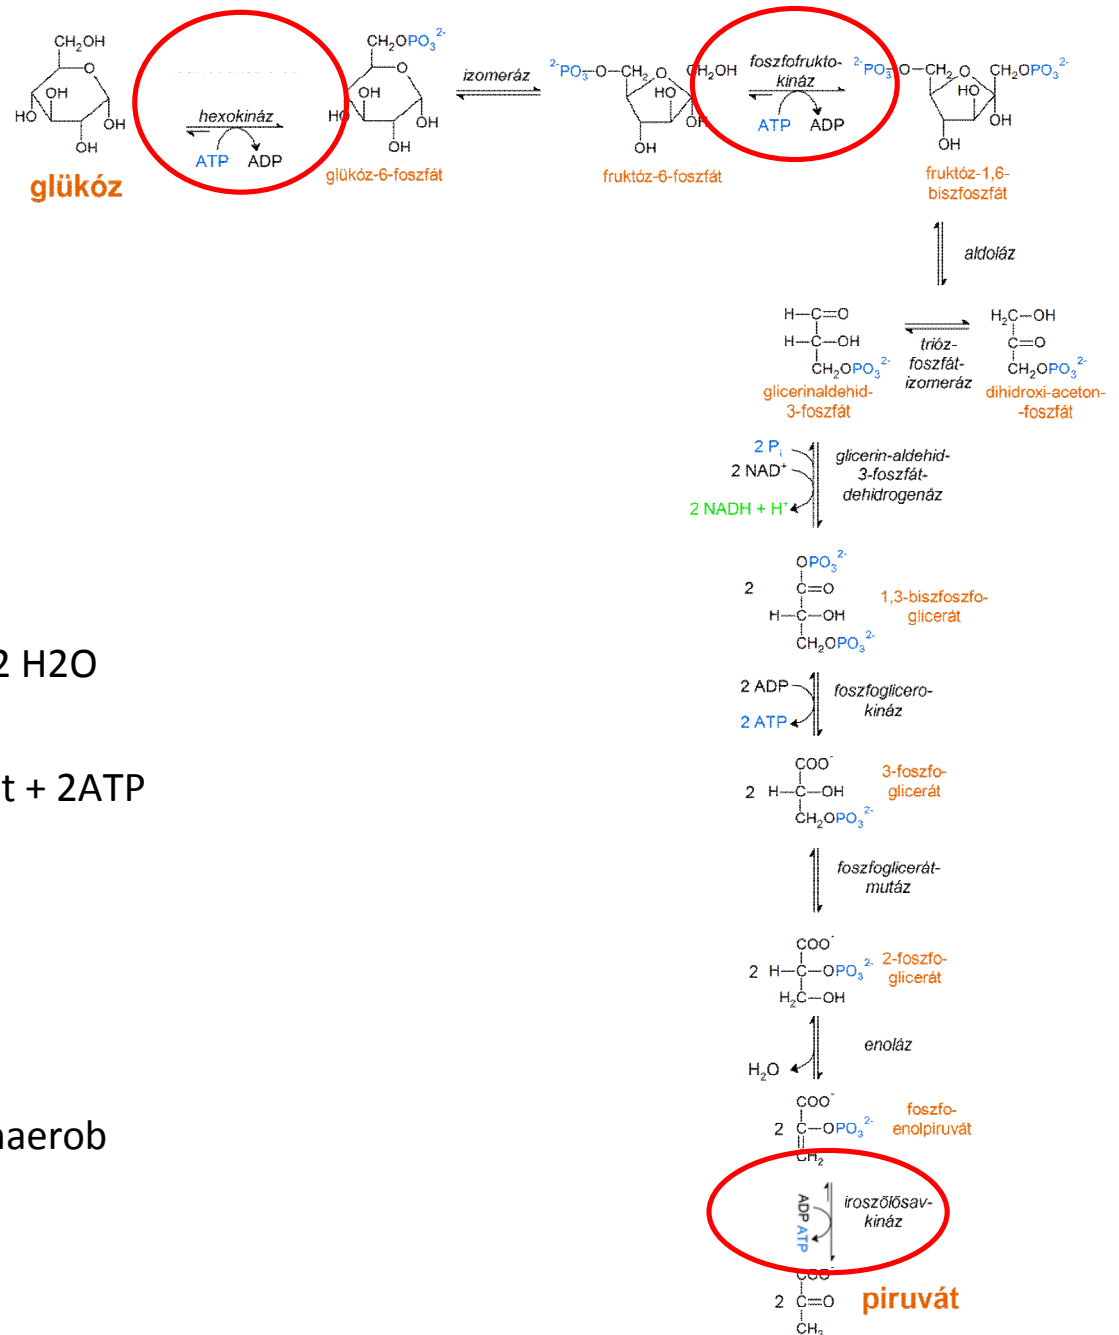 CH2OH
O
OH
HO
OH
OH
glükóz
hexokináz
ATP
ADP
CH2OPO3 2-
O
OH
HO
OH
OH
glükóz-6-foszfát
izomeráz
2-PO3-O-CH2
O
CH2OH
HO
OH
OH
fruktóz-6-foszfát
foszfofrukto-
kináz
ATP
ADP
2-PO3-O-CH2
O
CH2OPO3 2-
HO
OH
OH
fruktóz-1,6-
biszfoszfát
aldoláz
H-C=O
H-C-OH
CH2OPO3 2-
glicerinaldehid-
3-foszfát
trióz-
foszfát-
izomeráz
H2C-OH
C=O
CH2OPO3 2-
dihidroxi-aceton-
-foszfát
2 Pi
2 NAD+
2 NADH + H+
glicerin-aldehid-
3-foszfát-
dehidrogenáz
OPO3 2-
2 C=O
H-C-OH
CH2OPO3 2-
1,3-biszfoszfo-
glicerát
2 H2O
2 ADP
2 ATP
foszfoglicero-
kináz
t + 2ATP
COO-
2 H-C-OH
CH2OPO3 2-
3-foszfo-
glicerát
foszfoglicerát-
mutáz
COO-
2 H-C-OPO3 2-
H2C-OH
2-foszfo-
glicerát
H2O
enoláz
naerob
COO-
2 C-OPO3 2-
CH2
foszfo-
enolpiruvát
ADP
ATP
iroszőlősav-
kináz
COO-
2 C=O
CH3
piruvát